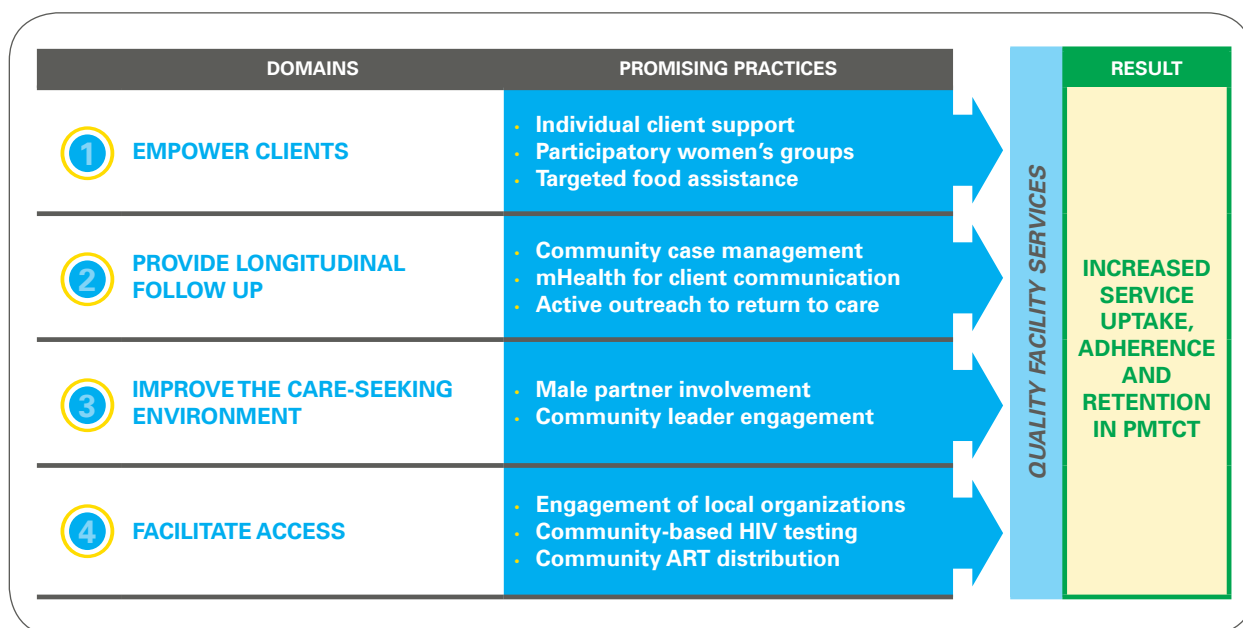 DOMAINS
PROMISING PRACTICES
RESULT
1
EMPOWER CLIENTS
· Individual client support
· Participatory women's groups
· Targeted food assistance
2
PROVIDE LONGITUDINAL
FOLLOW UP
· Community case management
· mHealth for client communication
· Active outreach to return to care
3
IMPROVE THE CARE-SEEKING
ENVIRONMENT
· Male partner involvement
· Community leader engagement
4
FACILITATE ACCESS
· Engagement of local organizations
· Community-based HIV testing
· Community ART distribution
QUALITY FACILITY SERVICES
INCREASED
SERVICE
UPTAKE,
ADHERENCE
AND
RETENTION
IN PMTCT